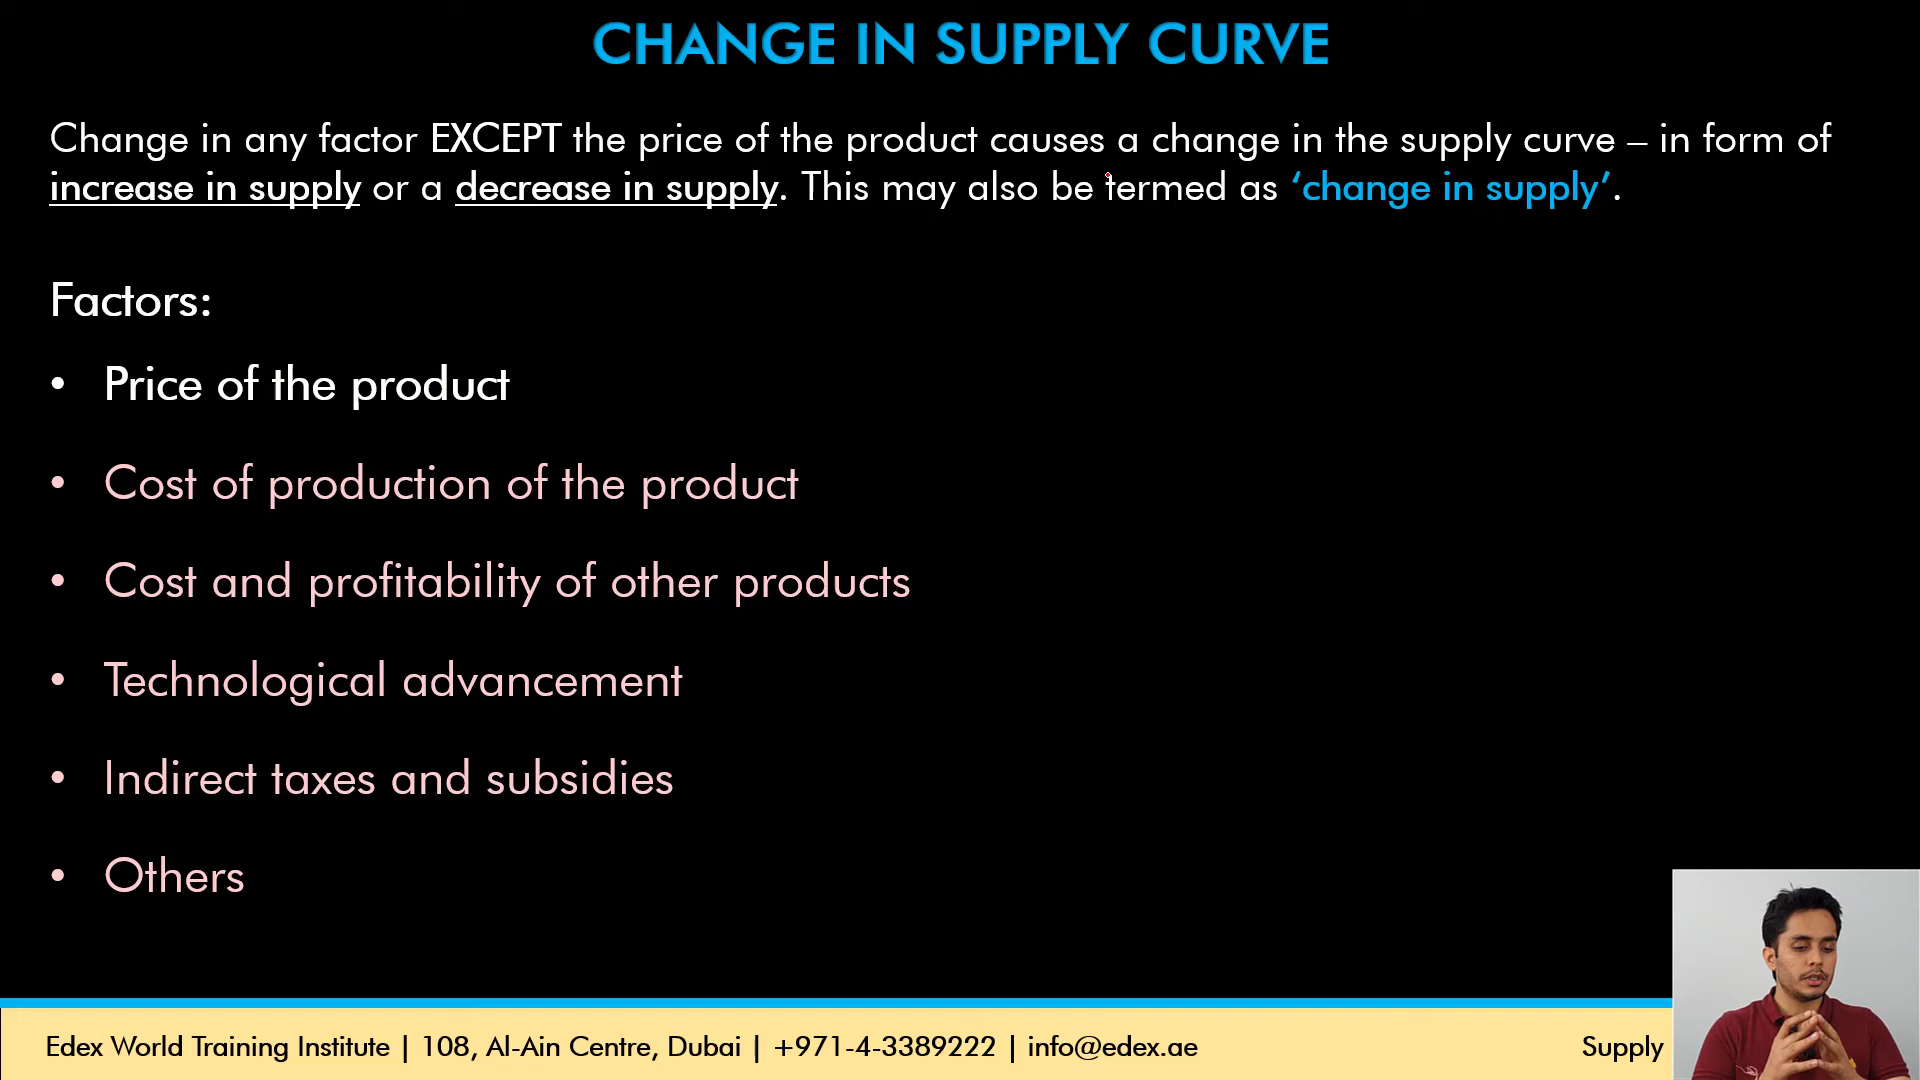 CHANGE IN SUPPLY CURVE
Change in any factor EXCEPT the price of the product causes a change in the supply curve – in form of
increase in supply or a decrease in supply. This may also be termed as ‘change in supply’.
Factors:
• Price of the product
• Cost of production of the product
• Cost and profitability of other products
• Technological advancement
• Indirect taxes and subsidies
• Others
Edex World Training Institute | 108, Al-Ain Centre, Dubai | +971-4-3389222 | info@edex.ae
Supply